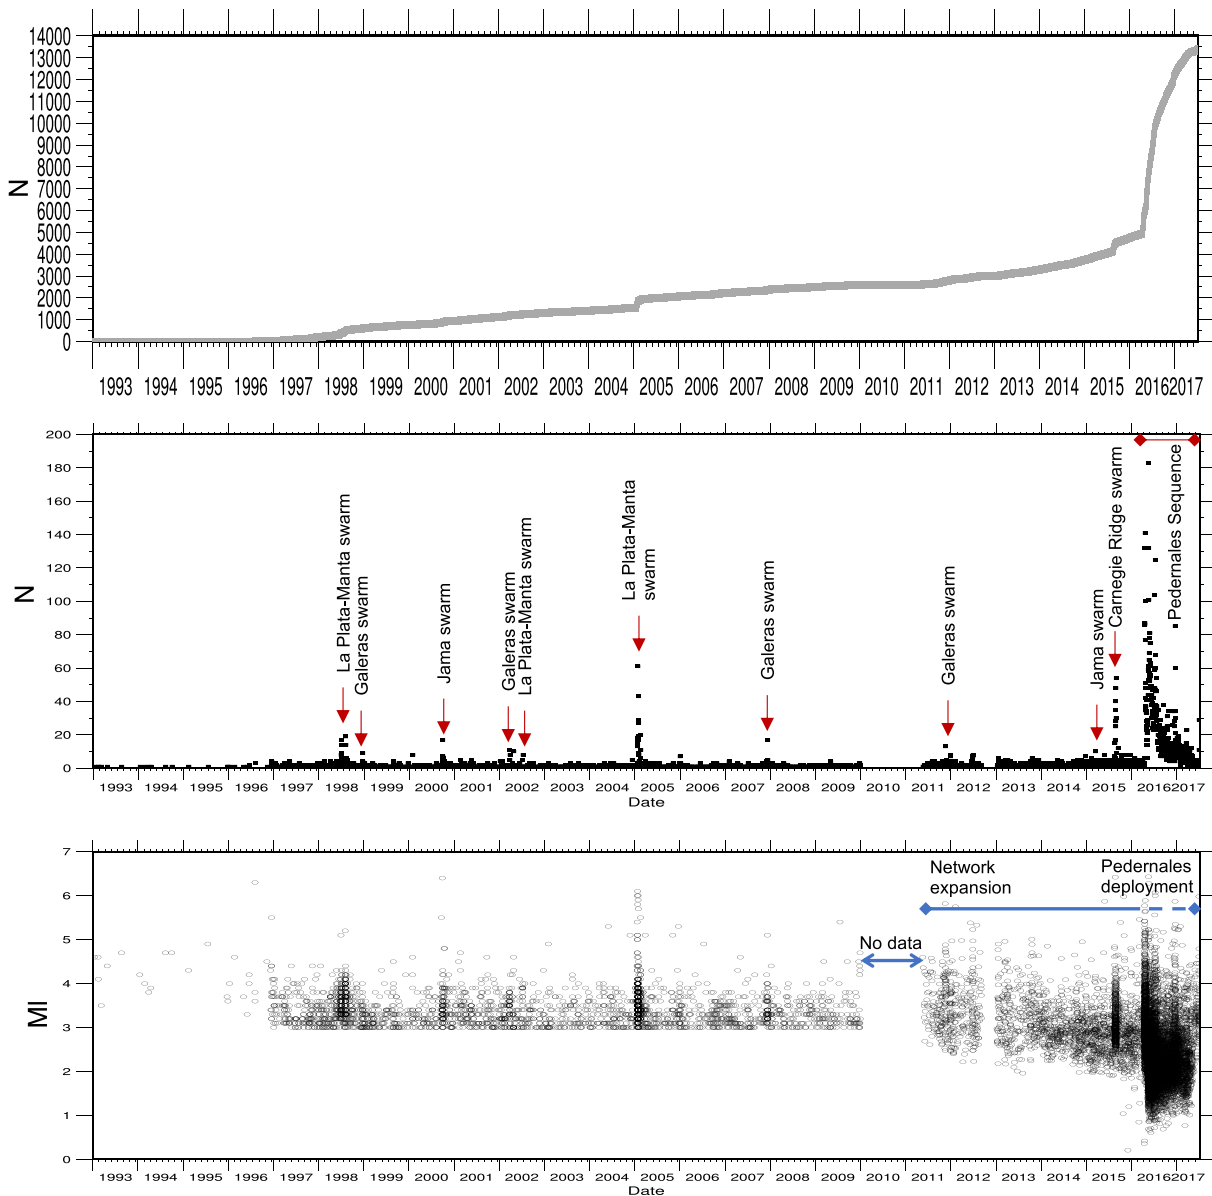 14000
13000
12000
11000
10000
9000
8000
7000
6000
5000
4000
3000
2000
1000
0
N
1993 1994 1995 1996 1997 1998 1999 2000 2001 2002 2003 2004 2005 2006 2007 2008 2009 2010 2011 2012 2013 2014 2015 2016 2017
200
180
160
140
120
100
80
60
40
20
0
N
La Plata-Manta swarm
Galeras swarm
Jama swarm
Galeras swarm
La Plata-Manta swarm
La Plata-Manta
swarm
Galeras swarm
Galeras swarm
Jama swarm
Carnegie Ridge swarm
Pedernales Sequence
1993 1994 1995 1996 1997 1998 1999 2000 2001 2002 2003 2004 2005 2006 2007 2008 2009 2010 2011 2012 2013 2014 2015 2016 2017
Date
7
6
5
4
3
2
1
0
Ml
Network
expansion
Pedernales
deployment
No data
1993 1994 1995 1996 1997 1998 1999 2000 2001 2002 2003 2004 2005 2006 2007 2008 2009 2010 2011 2012 2013 2014 2015 2016 2017
Date